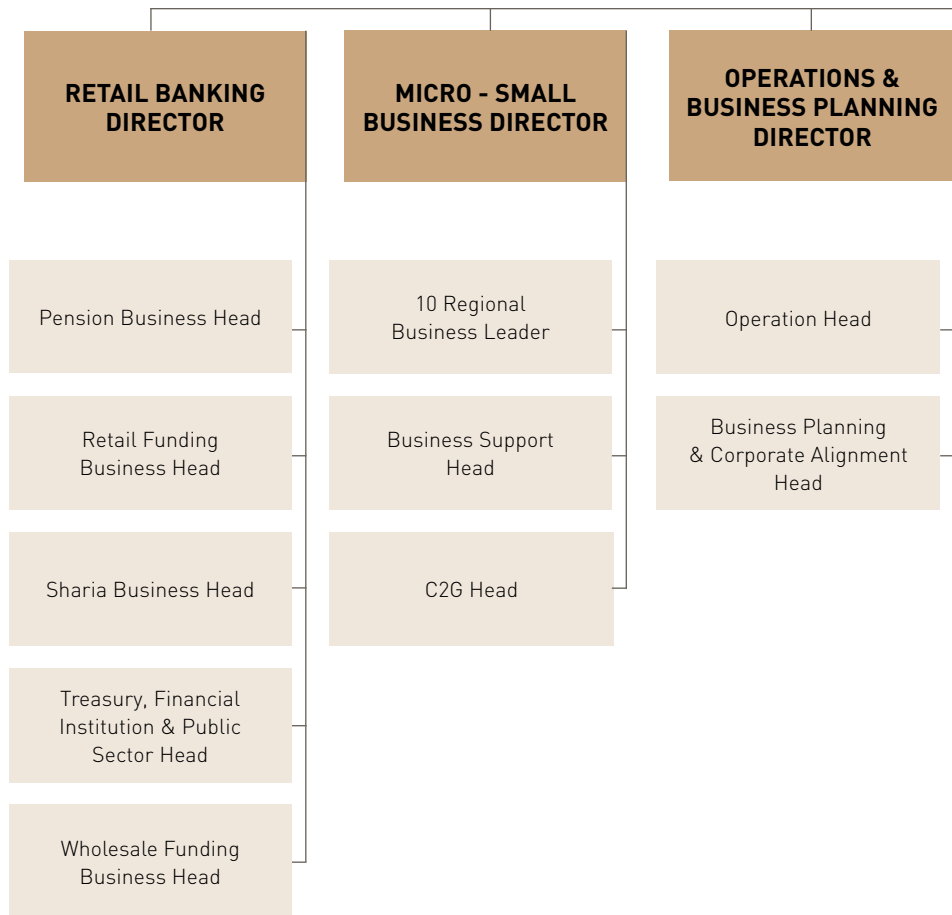 RETAIL BANKING
DIRECTOR
MICRO - SMALL
BUSINESS DIRECTOR
OPERATIONS &
BUSINESS PLANNING
DIRECTOR
Pension Business Head
Retail Funding
Business Head
Sharia Business Head
Treasury, Financial
Institution & Public
Sector Head
Wholesale Funding
Business Head
10 Regional
Business Leader
Business Support
Head
C2G Head
Operation Head
Business Planning
& Corporate Alignment
Head